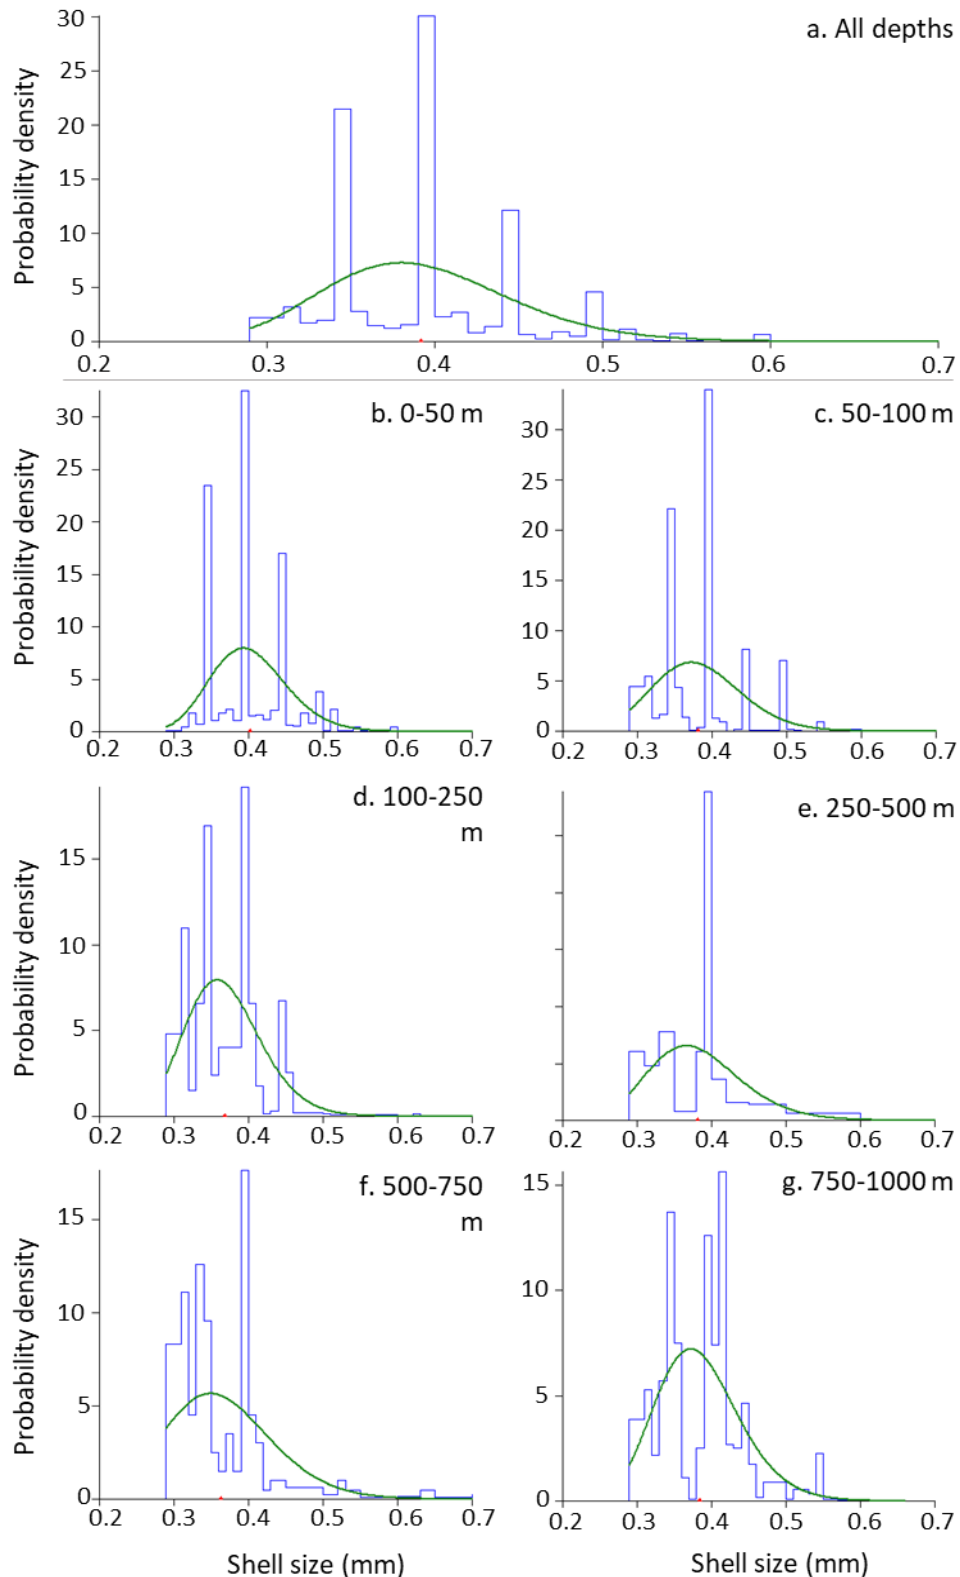 a. All depths
Probability density
30
25
20
15
10
5
0
0.2 0.3 0.4 0.5 0.6 0.7
b. 0-50 m
Probability density
30
25
20
15
10
5
0
0.2 0.3 0.4 0.5 0.6 0.7
c. 50-100 m
30
25
20
15
10
5
0
0.2 0.3 0.4 0.5 0.6 0.7
d. 100-250
m
Probability density
15
10
5
0
0.2 0.3 0.4 0.5 0.6 0.7
e. 250-500 m
0.2 0.3 0.4 0.5 0.6 0.7
f. 500-750
m
Probability density
15
10
5
0
0.2 0.3 0.4 0.5 0.6 0.7
Shell size (mm)
g. 750-1000 m
15
10
5
0
0.2 0.3 0.4 0.5 0.6 0.7
Shell size (mm)